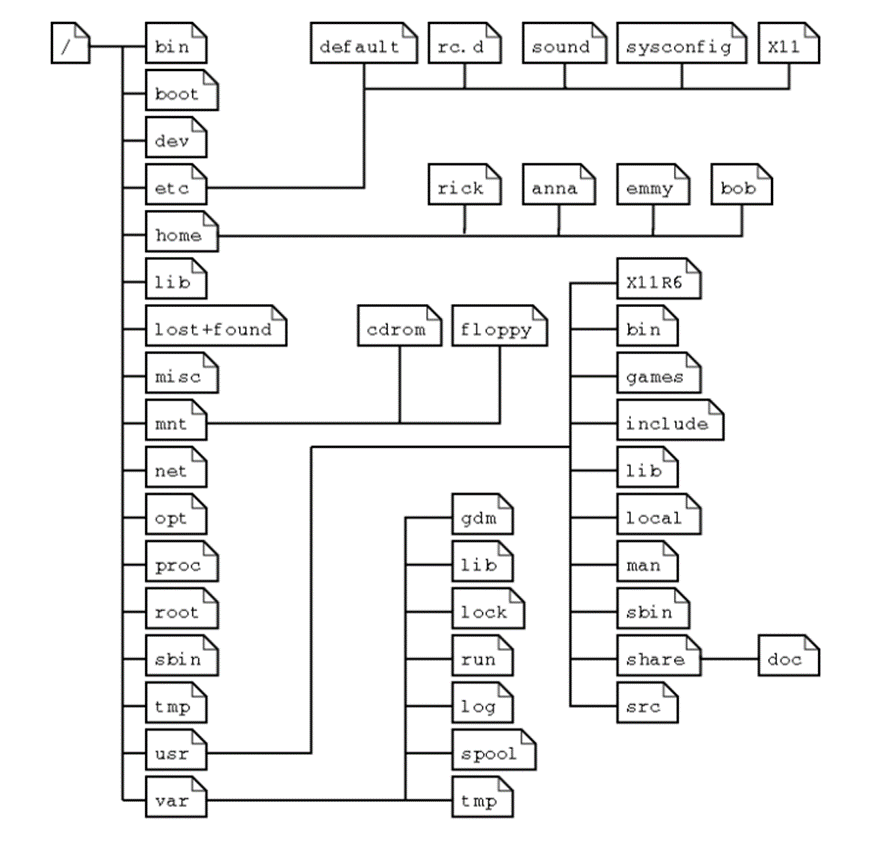 / bin default rc.d sound sysconfig X11
boot
dev
etc rick anna emmy bob
home
lib X11R6
lost+found cdrom floppy bin
misc games
mnt include
net lib
opt gdm local
proc lib man
root lock sbin
sbin run share doc
tmp log src
usr spool
var tmp